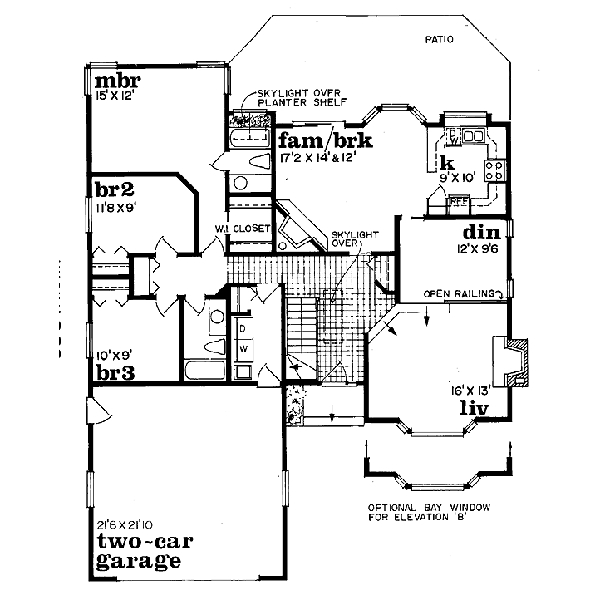 PATIO
mbr
15' X 12'
SKYLIGHT OVER
PLANTER SHELF
fam/brk
17'2 X 14' & 12'
k
9' X 10'
D
W
REF
br2
11'8 X 9'
W.I. CLOSET
SKYLIGHT
OVER
din
12' X 9'6
OPEN RAILING
D
W
10' X 9'
br3
16' X 13'
liv
OPTIONAL BAY WINDOW
FOR ELEVATION 'B'
21'6 X 21'10
two-car
garage